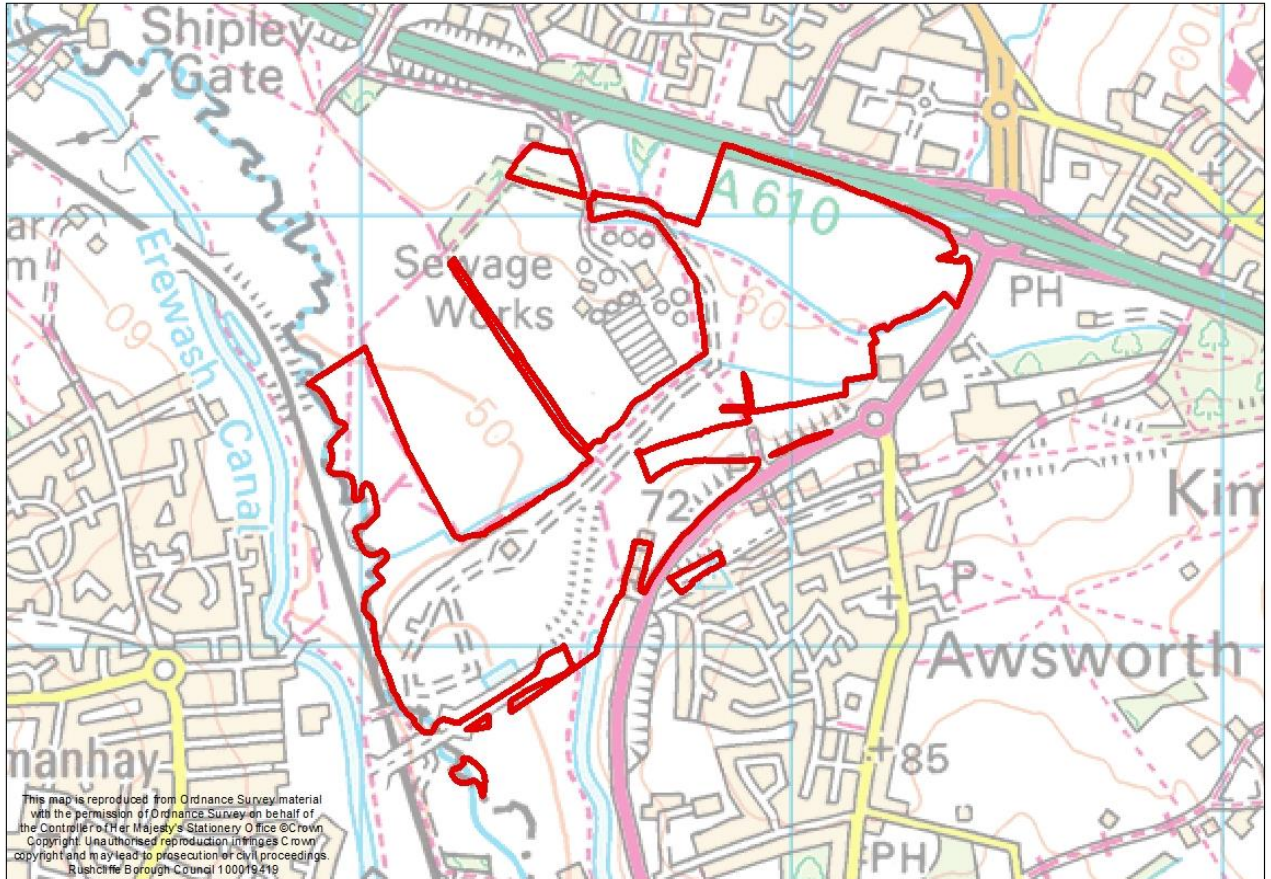 Shipley
Gate
A 610
Sewage
Works
PH
60
60
50
Erewash Canal
72
Kim
P
Awsworth
manhay
85
PH
00
ar
m
This map is reproduced from Ordnance Survey material
with the permission of Ordnance Survey on behalf of
the Controller of Her Majesty's Stationery Office ©Crown
Copyright. Unauthorised reproduction infringes Crown
copyright and may lead to prosecution or civil proceedings.
Rushcliffe Borough Council 100019419